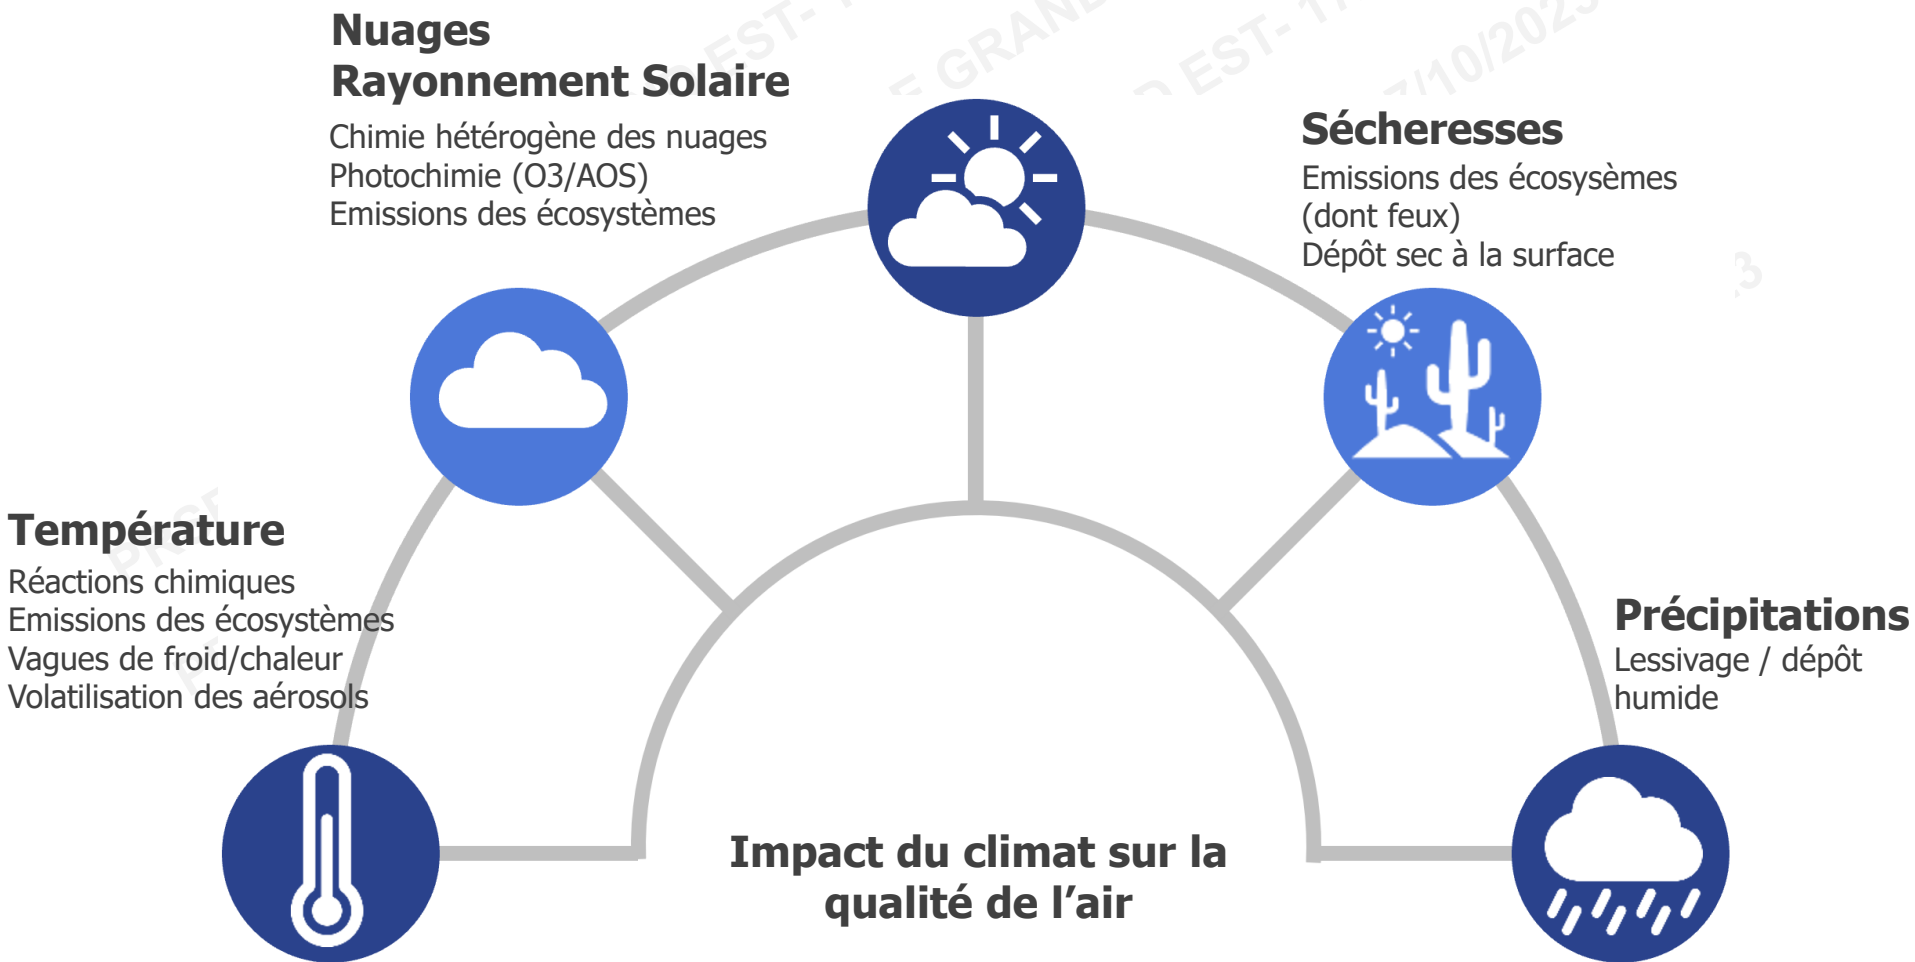 Nuages
Rayonnement Solaire
Chimie hétérogène des nuages
Photochimie (O3/AOS)
Emissions des écosystèmes
Sécheresses
Emissions des écosysèmes
(dont feux)
Dépôt sec à la surface
Température
Réactions chimiques
Emissions des écosystèmes
Vagues de froid/chaleur
Volatilisation des aérosols
Précipitations
Lessivage / dépôt
humide
Impact du climat sur la
qualité de l’air